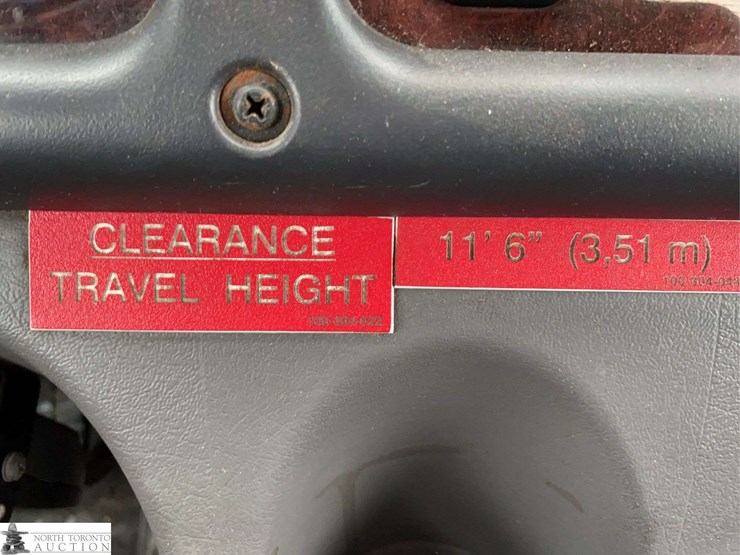 CLEARANCE
TRAVEL HEIGHT
11' 6" (3,51 m)
NORTH TORONTO
AUCTION